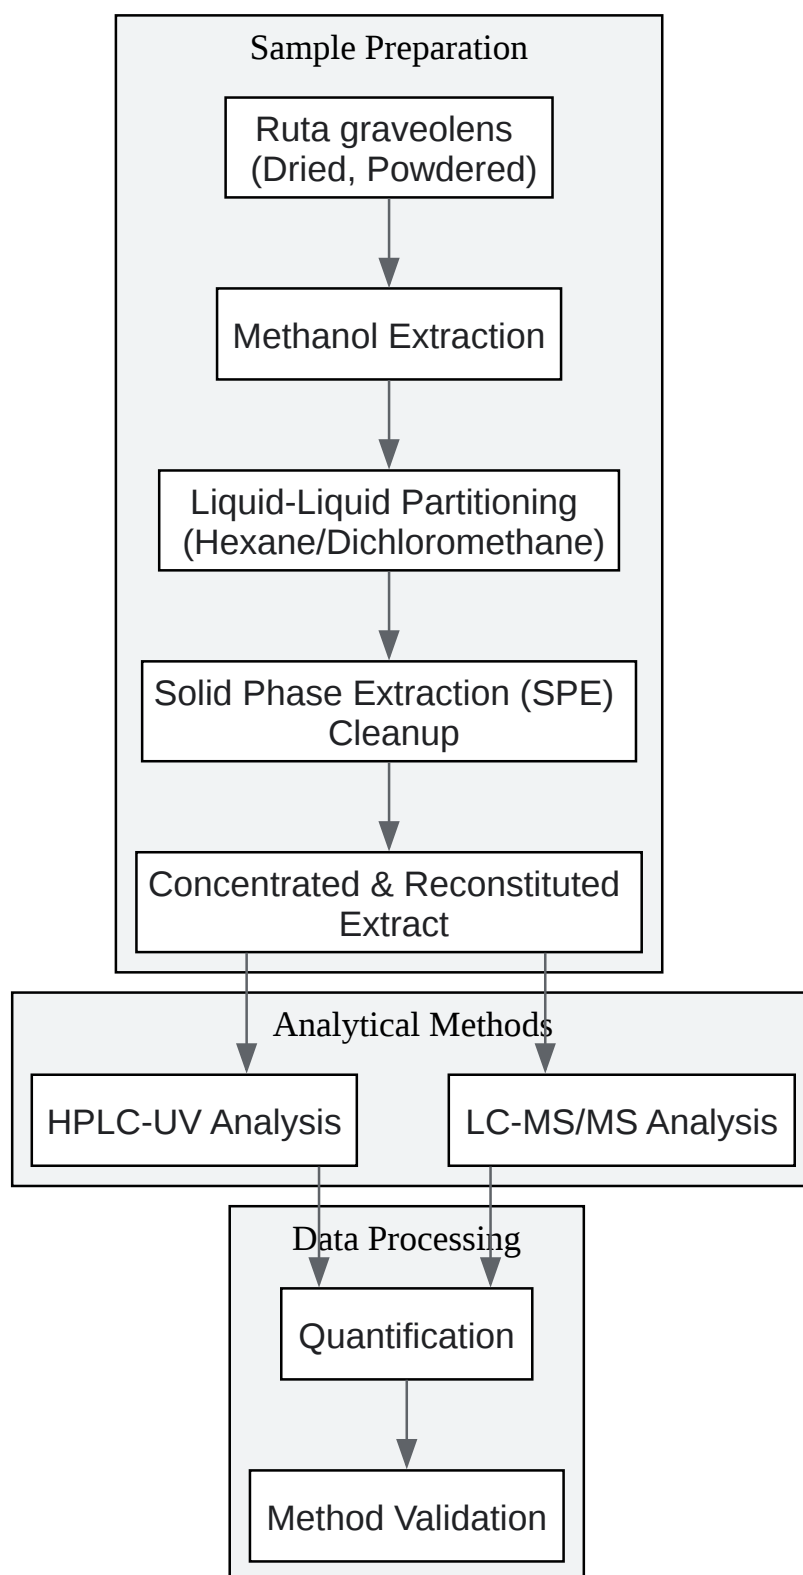 Sample Preparation
Ruta graveolens
(Dried, Powdered)
Methanol Extraction
Liquid-Liquid Partitioning
(Hexane/Dichloromethane)
Solid Phase Extraction (SPE)
Cleanup
Concentrated & Reconstituted
Extract
Analytical Methods
HPLC-UV Analysis
LC-MS/MS Analysis
Data Processing
Quantification
Method Validation